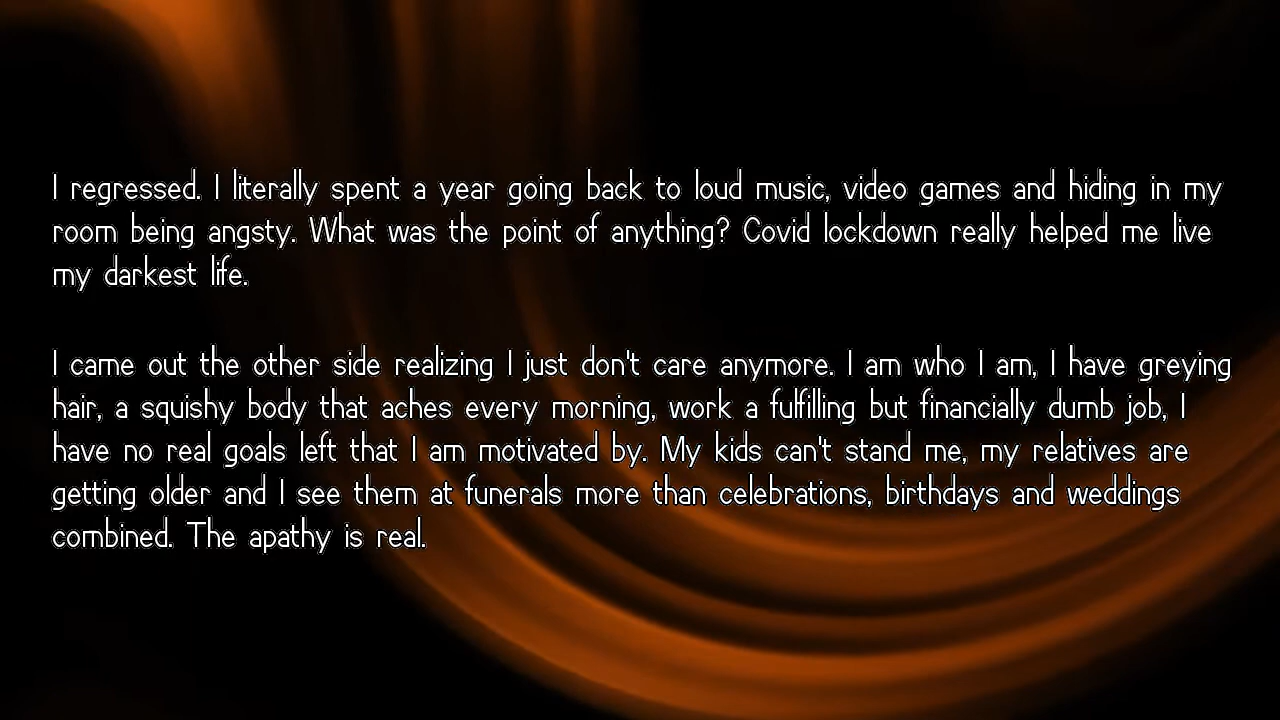 I regressed. I literally spent a year going back to loud music, video games and hiding in my
room being angsty. What was the point of anything? Covid lockdown really helped me live
my darkest life.
I came out the other side realizing I just don't care anymore. I am who I am, I have greying
hair, a squishy body that aches every morning, work a fulfilling but financially dumb job, I
have no real goals left that I am motivated by. My kids can't stand me, my relatives are
getting older and I see them at funerals more than celebrations, birthdays and weddings
combined. The apathy is real.